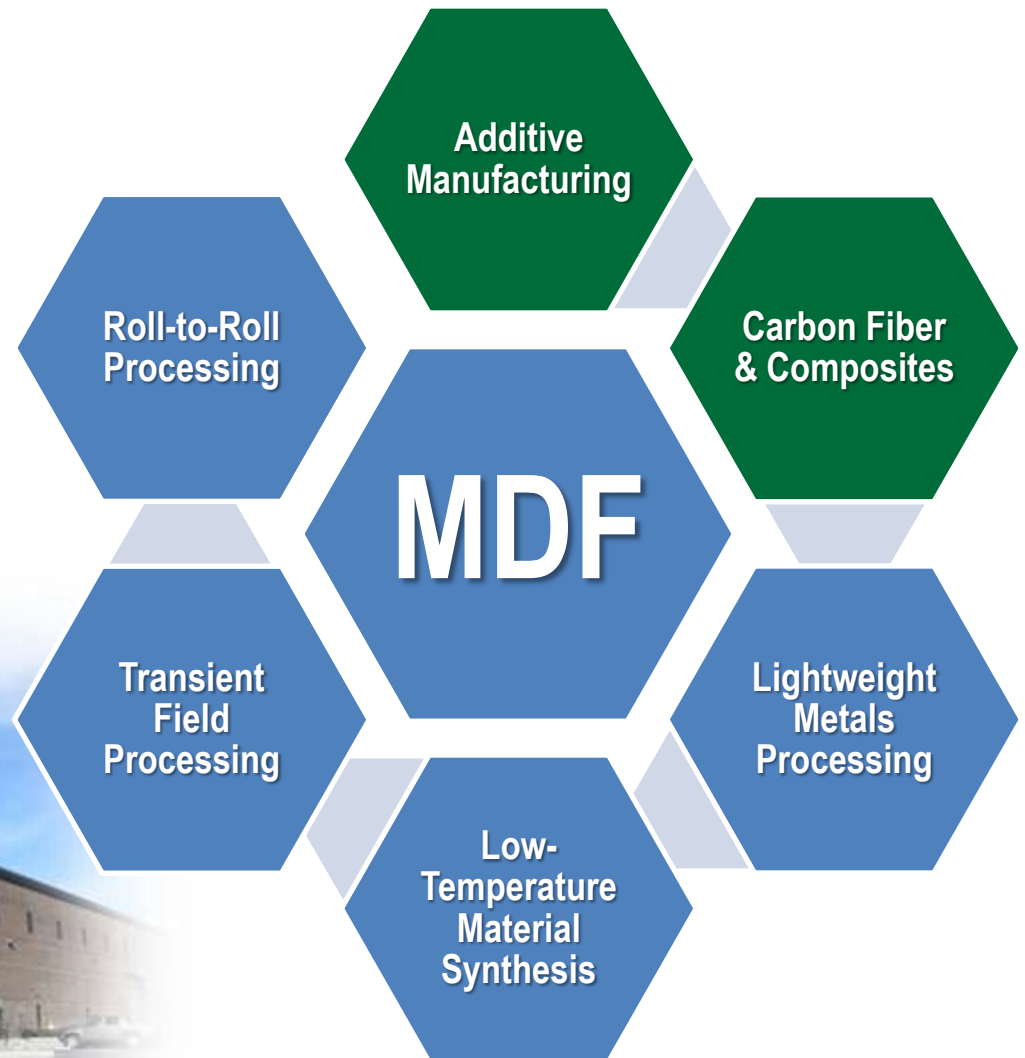 Additive
Manufacturing
Roll-to-Roll
Processing
Carbon Fiber
& Composites
MDF
Transient
Field
Processing
Lightweight
Metals
Processing
Low-
Temperature
Material
Synthesis